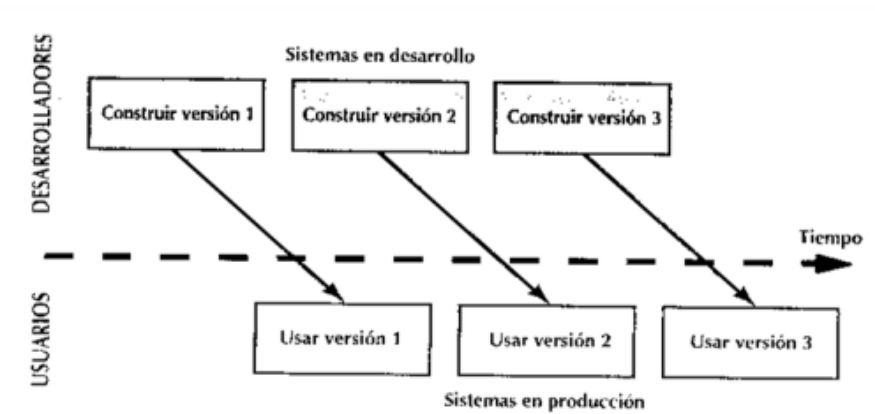 DESARROLLADORES
Sistemas en desarrollo
Construir versión 1
Construir versión 2
Construir versión 3
Tiempo
USUARIOS
Usar versión 1
Usar versión 2
Usar versión 3
Sistemas en producción